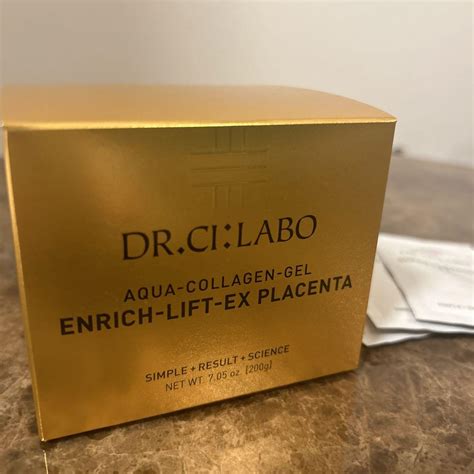 DR.CI:LABO
AQUA-COLLAGEN-GEL
ENRICH-LIFT-EX PLACENTA
SIMPLE + RESULT + SCIENCE
NET WT. 7.05 oz. [200g]